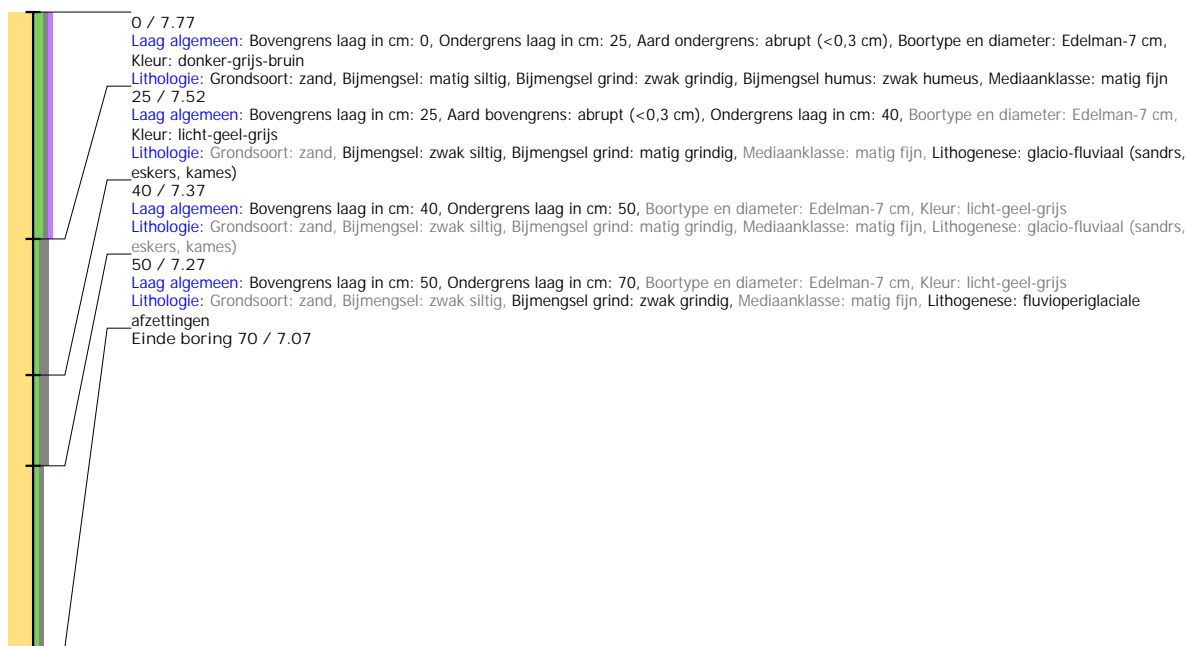 0 / 7.77
Laag algemeen: Bovengrens laag in cm: 0, Ondergrens laag in cm: 25, Aard ondergrens: abrupt (<0,3 cm), Boortype en diameter: Edelman-7 cm,
Kleur: donker-grijs-bruin
Lithologie: Grondsoort: zand, Bijmengsel: matig siltig, Bijmengsel grind: zwak grindig, Bijmengsel humus: zwak humeus, Mediaanklasse: matig fijn
25 / 7.52
Laag algemeen: Bovengrens laag in cm: 25, Aard bovengrens: abrupt (<0,3 cm), Ondergrens laag in cm: 40, Boortype en diameter: Edelman-7 cm,
Kleur: licht-geel-grijs
Lithologie: Grondsoort: zand, Bijmengsel: zwak siltig, Bijmengsel grind: matig grindig, Mediaanklasse: matig fijn, Lithogenese: glacio-fluviaal (sandrs,
eskers, kames)
40 / 7.37
Laag algemeen: Bovengrens laag in cm: 40, Ondergrens laag in cm: 50, Boortype en diameter: Edelman-7 cm, Kleur: licht-geel-grijs
Lithologie: Grondsoort: zand, Bijmengsel: zwak siltig, Bijmengsel grind: matig grindig, Mediaanklasse: matig fijn, Lithogenese: glacio-fluviaal (sandrs,
eskers, kames)
50 / 7.27
Laag algemeen: Bovengrens laag in cm: 50, Ondergrens laag in cm: 70, Boortype en diameter: Edelman-7 cm, Kleur: licht-geel-grijs
Lithologie: Grondsoort: zand, Bijmengsel: zwak siltig, Bijmengsel grind: zwak grindig, Mediaanklasse: matig fijn, Lithogenese: fluvioperiglaciale
afzettingen
Einde boring 70 / 7.07